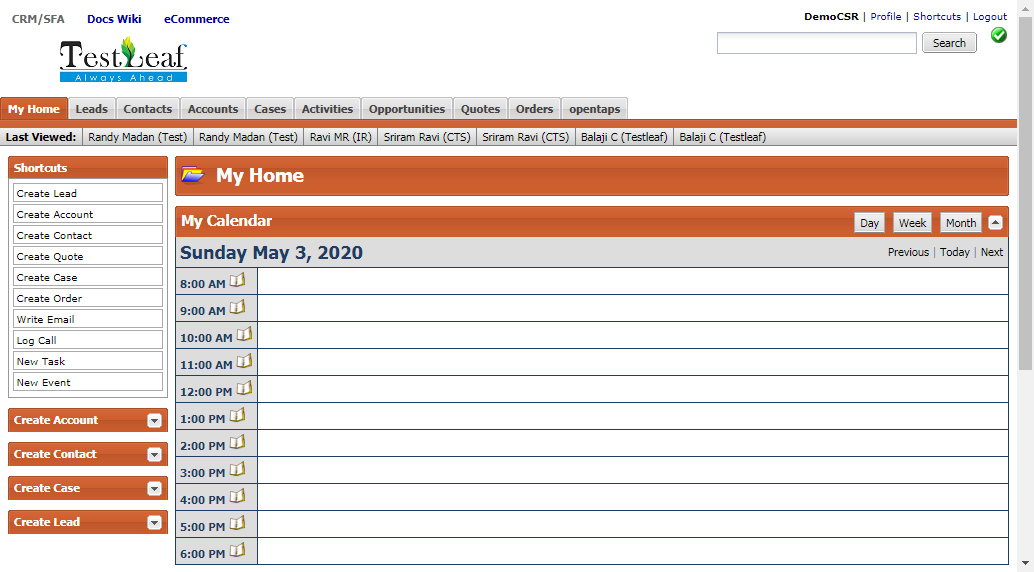 CRM/SFA Docs Wiki eCommerce
DemoCSR | Profile | Shortcuts | Logout
TestLeaf
Always Ahead
Search
My Home Leads Contacts Accounts Cases Activities Opportunities Quotes Orders opentaps
Last Viewed: Randy Madan (Test) Randy Madan (Test) Ravi MR (IR) Sriram Ravi (CTS) Sriram Ravi (CTS) Balaji C (Testleaf) Balaji C (Testleaf)
Shortcuts
Create Lead
Create Account
Create Contact
Create Quote
Create Case
Create Order
Write Email
Log Call
New Task
New Event
Create Account
Create Contact
Create Case
Create Lead
My Home
My Calendar Day Week Month
Sunday May 3, 2020 Previous | Today | Next
8:00 AM
9:00 AM
10:00 AM
11:00 AM
12:00 PM
1:00 PM
2:00 PM
3:00 PM
4:00 PM
5:00 PM
6:00 PM